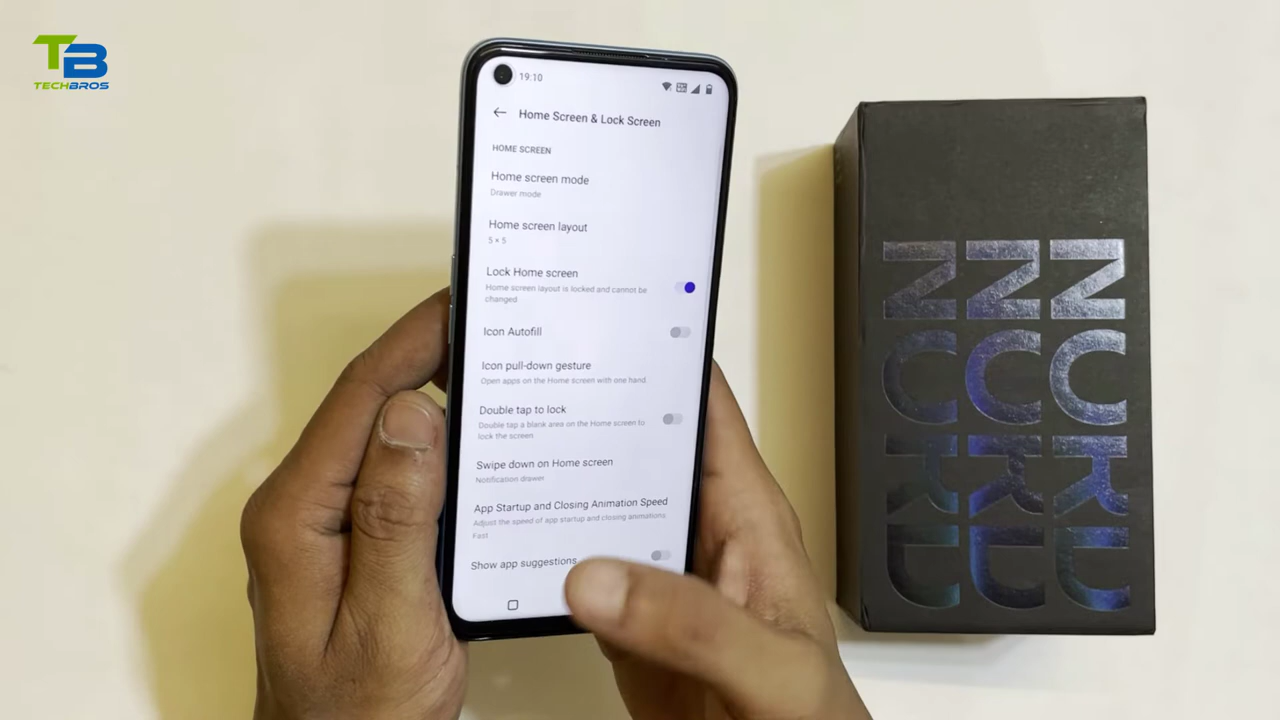 TB
TECHBROS
19:10
Home Screen & Lock Screen
HOME SCREEN
Home screen mode
Drawer mode
Home screen layout
5 × 5
Lock Home screen
Home screen layout is locked and cannot be
changed
Icon Autofill
Icon pull-down gesture
Open apps on the Home screen with one hand.
Double tap to lock
Double tap a blank area on the Home screen to
lock the screen
Swipe down on Home screen
Notification drawer
App Startup and Closing Animation Speed
Adjust the speed of app startup and closing animations
Fast
Show app suggestions
NORD
NORD
NORD